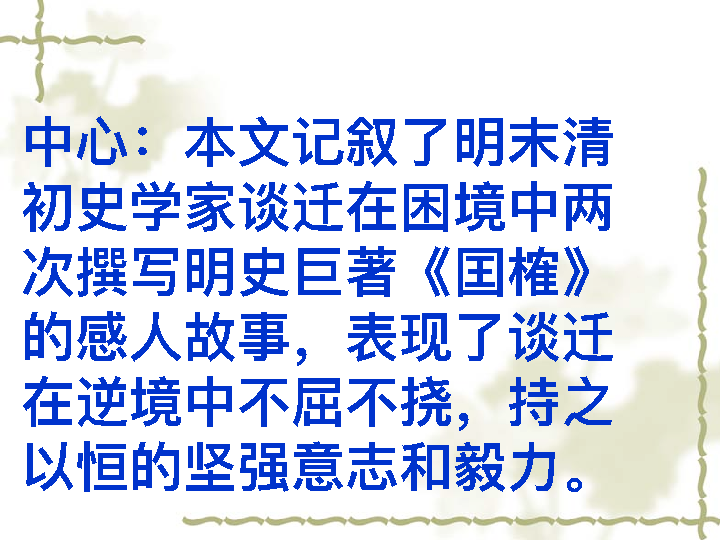 中心：本文记叙了明末清
初史学家谈迁在困境中两
次撰写明史巨著《国榷》
的感人故事，表现了谈迁
在逆境中不屈不挠，持之
以恒的坚强意志和毅力。